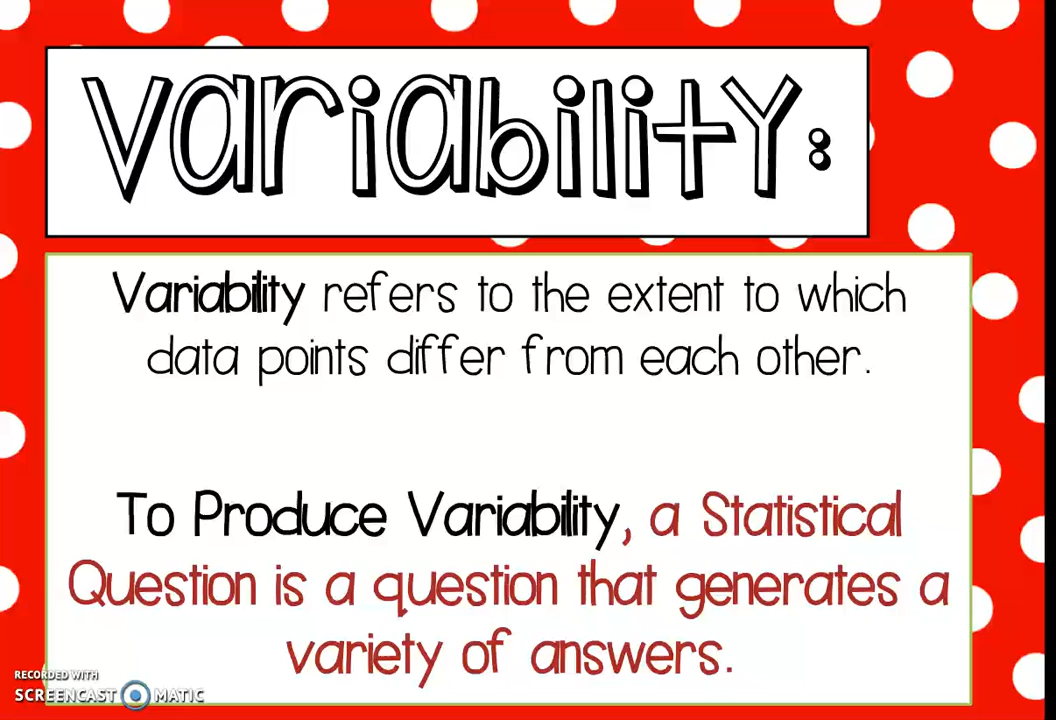 Variability:
Variability refers to the extent to which
data points differ from each other.
To Produce Variability, a Statistical
Question is a question that generates a
variety of answers.
RECORDED WITH
SCREENCAST MATIC